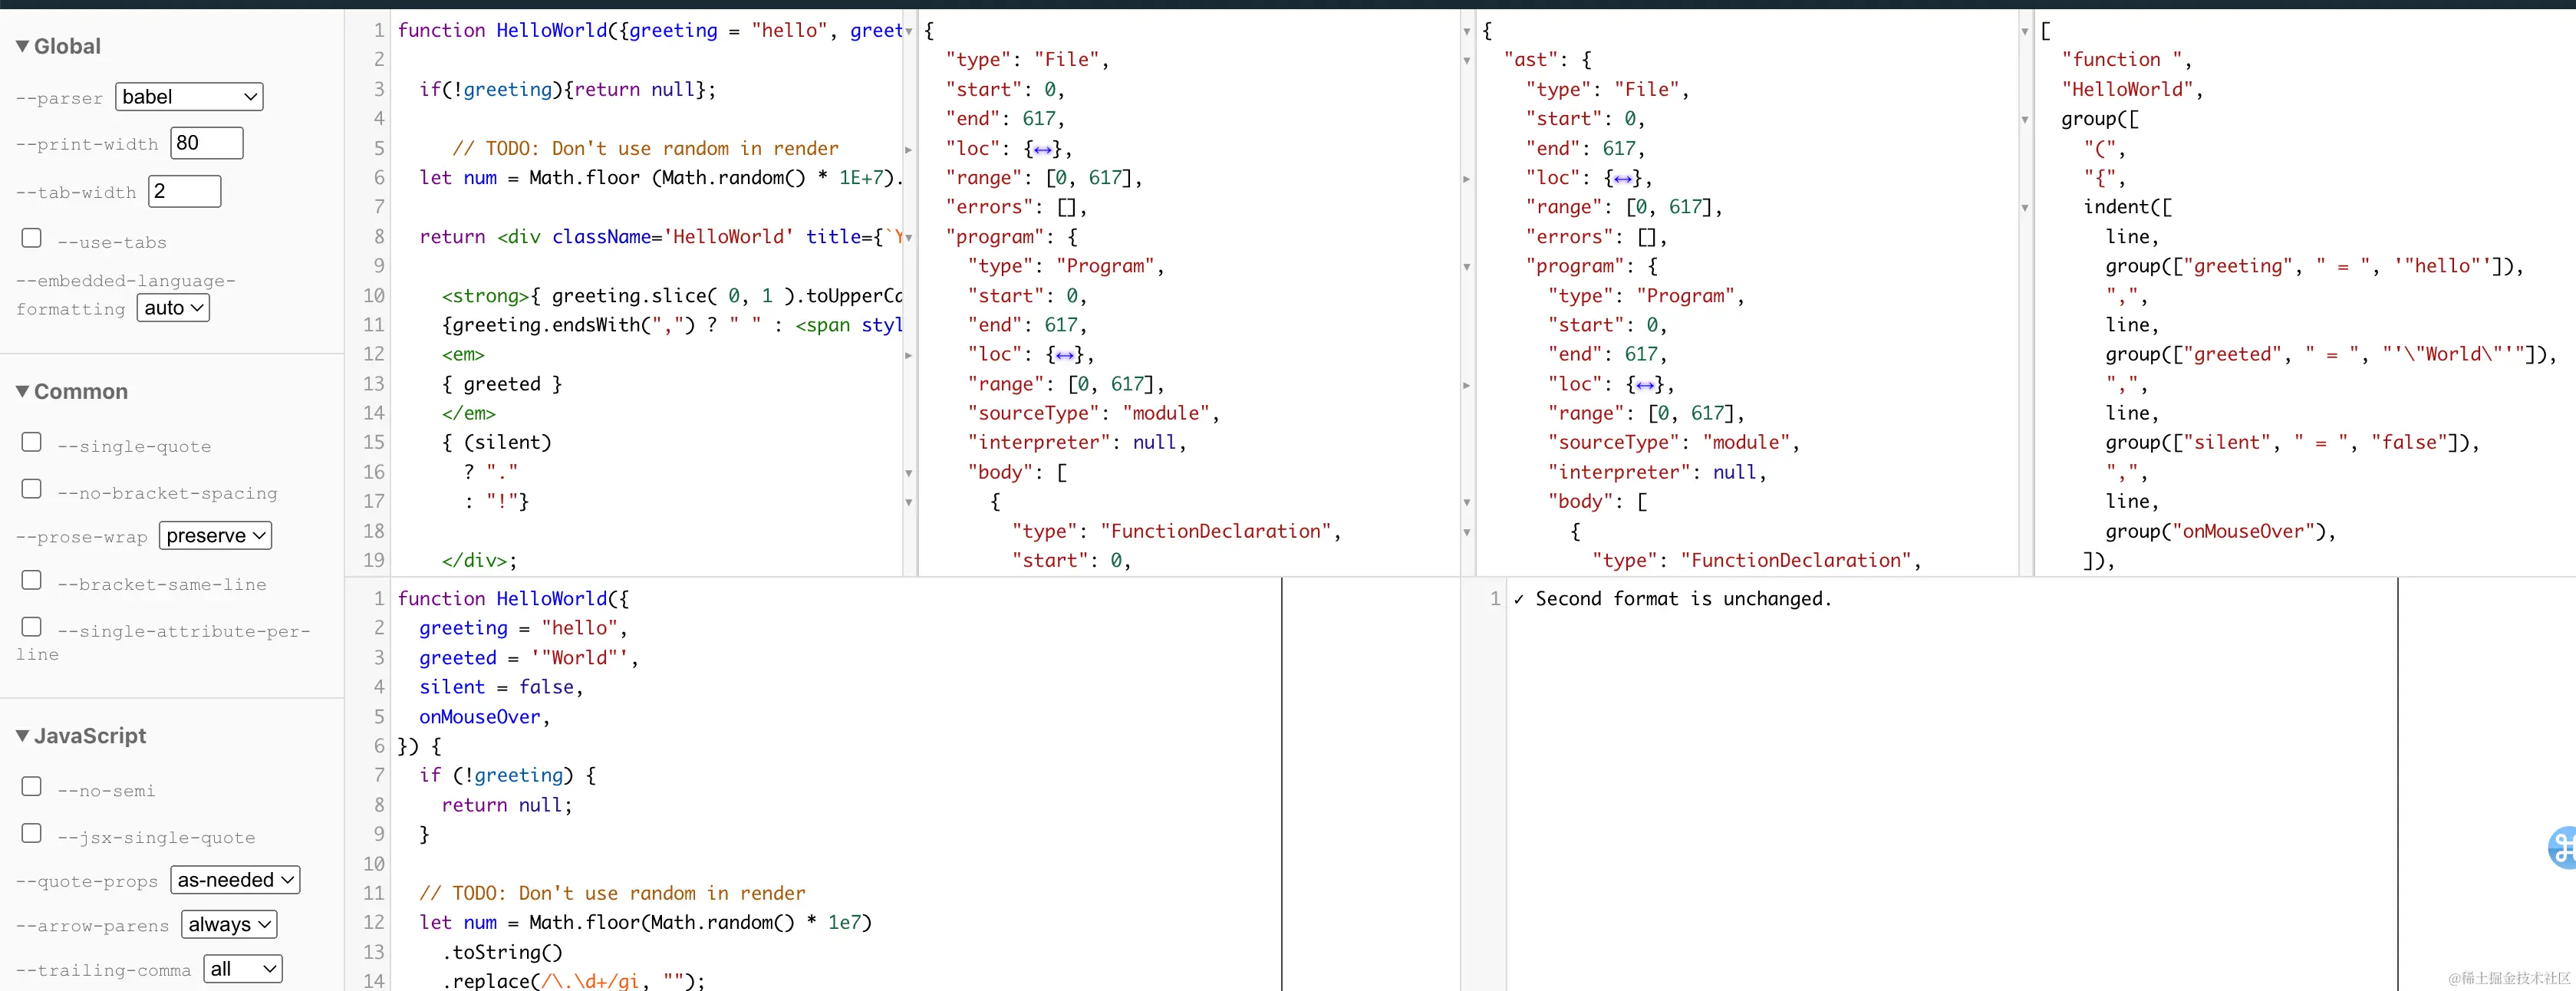 ▼ Global
--parser babel
--print-width 80
--tab-width 2
--use-tabs
--embedded-language-
formatting auto
▼ Common
--single-quote
--no-bracket-spacing
--prose-wrap preserve
--bracket-same-line
--single-attribute-per-
line
▼ JavaScript
--no-semi
--jsx-single-quote
--quote-props as-needed
--arrow-parens always
--trailing-comma all
1 function HelloWorld({greeting = "hello", greet
2
3 if(!greeting){return null};
4
5 // TODO: Don't use random in render
6 let num = Math.floor (Math.random() * 1E+7).
7
8 return <div className='HelloWorld' title={`Y
9
10 <strong>{ greeting.slice( 0, 1 ).toUpperCa
11 {greeting.endsWith(",") ? " " : <span styl
12 <em>
13 { greeted }
14 </em>
15 { (silent)
16 ? "."
17 : "!"}
18
19 </div>;
{
"type": "File",
"start": 0,
"end": 617,
"loc": {↔},
"range": [0, 617],
"errors": [],
"program": {
"type": "Program",
"start": 0,
"end": 617,
"loc": {↔},
"range": [0, 617],
"sourceType": "module",
"interpreter": null,
"body": [
{
"type": "FunctionDeclaration",
"start": 0,
{
"ast": {
"type": "File",
"start": 0,
"end": 617,
"loc": {↔},
"range": [0, 617],
"errors": [],
"program": {
"type": "Program",
"start": 0,
"end": 617,
"loc": {↔},
"range": [0, 617],
"sourceType": "module",
"interpreter": null,
"body": [
{
"type": "FunctionDeclaration",
[
"function ",
"HelloWorld",
group([
"(",
"{",
indent([
line,
group(["greeting", " = ", '"hello"']),
",",
line,
group(["greeted", " = ", "'\"World\"'"]),
",",
line,
group(["silent", " = ", "false"]),
",",
line,
group("onMouseOver"),
]),
1 function HelloWorld({
2 greeting = "hello",
3 greeted = '"World"',
4 silent = false,
5 onMouseOver,
6 }) {
7 if (!greeting) {
8 return null;
9 }
10
11 // TODO: Don't use random in render
12 let num = Math.floor(Math.random() * 1e7)
13 .toString()
14 .replace(/\.\d+/gi, "");
1 ✓ Second format is unchanged.
@稀土掘金技术社区